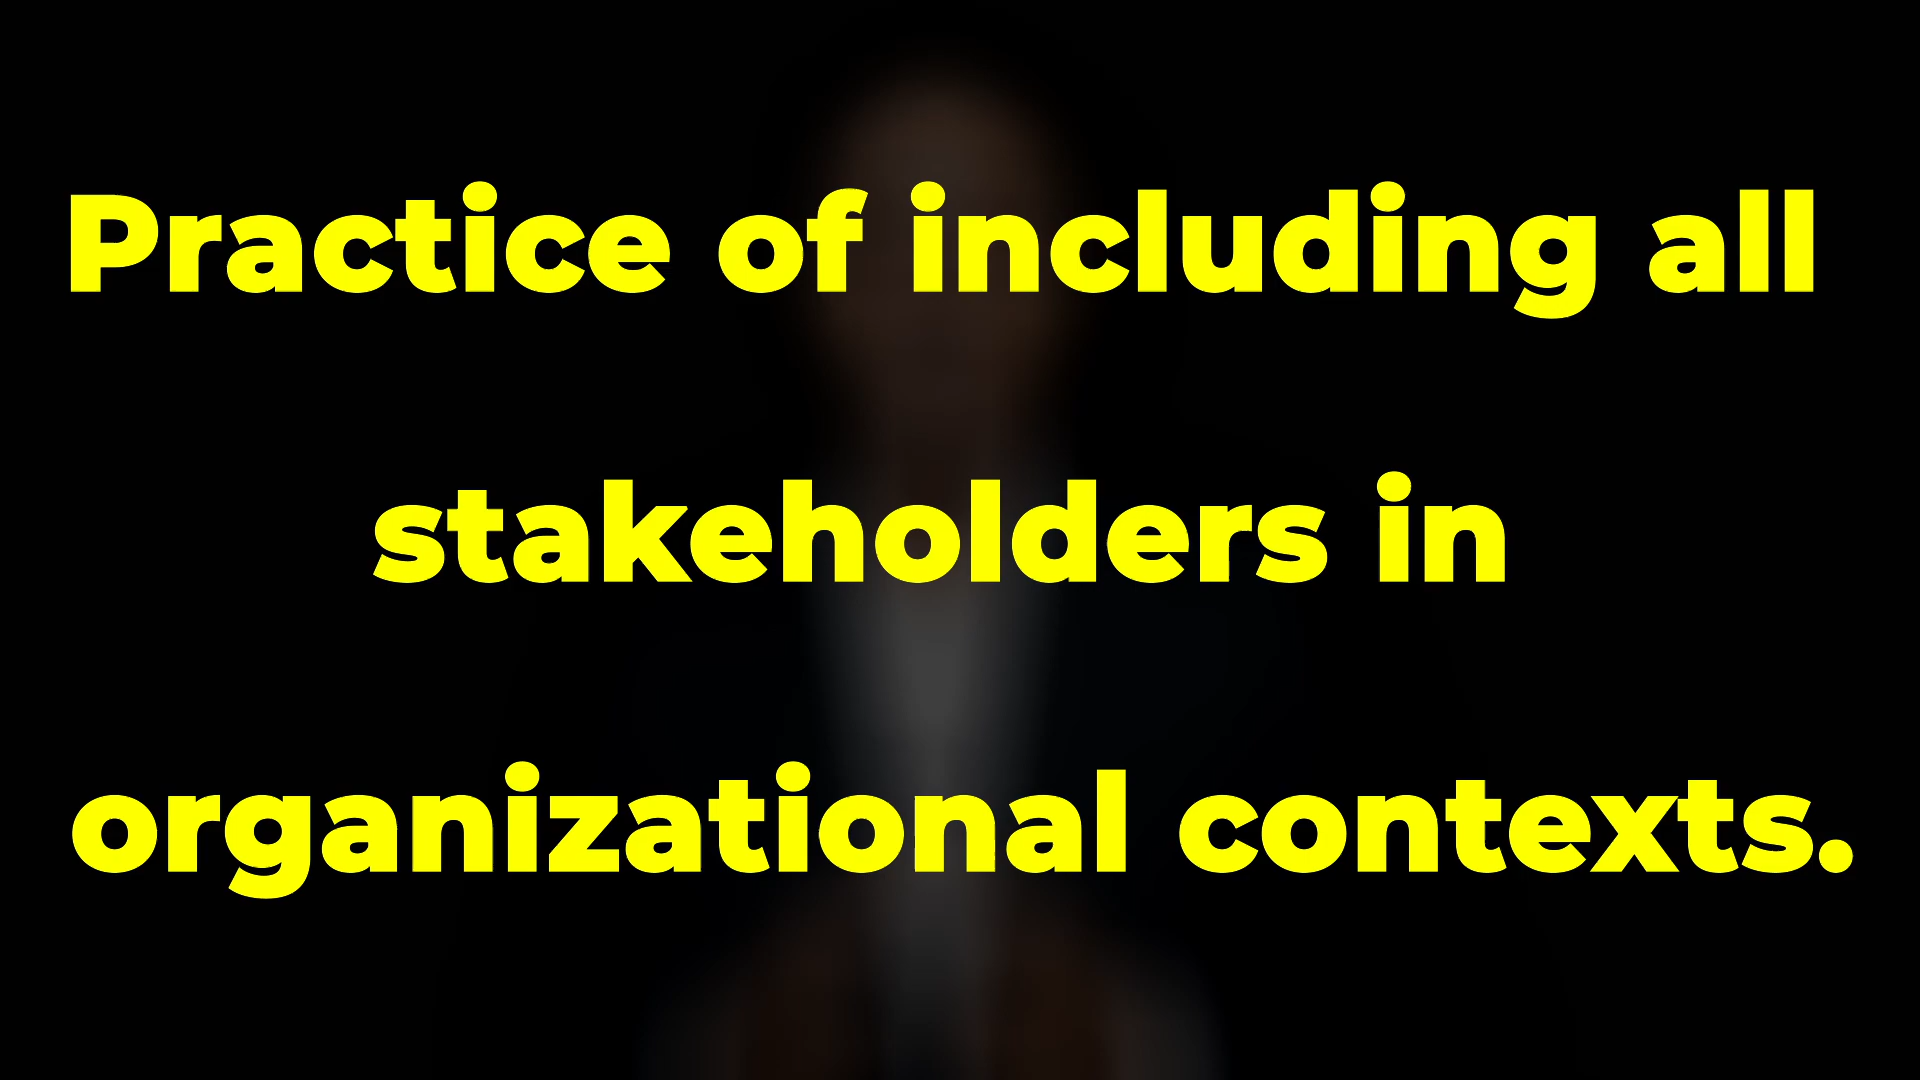 Practice of including all
stakeholders in
organizational contexts.